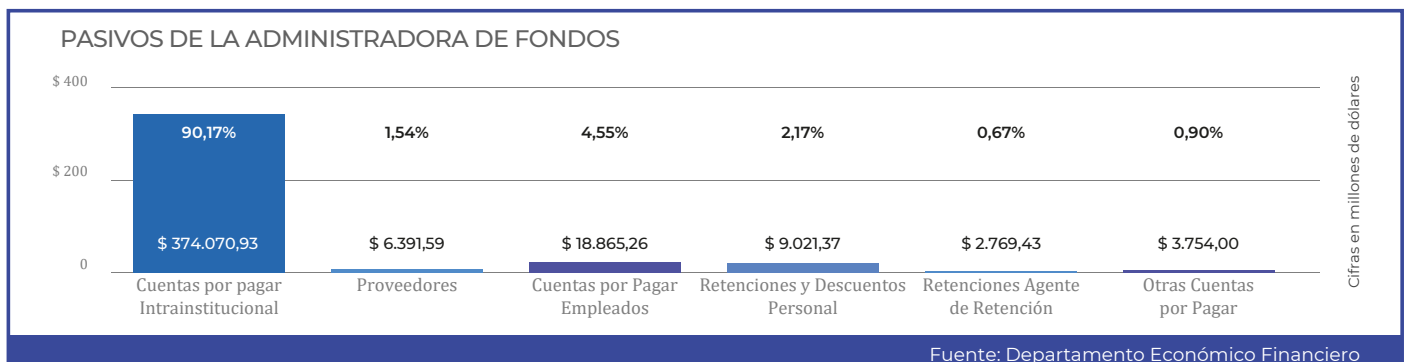 PASIVOS DE LA ADMINISTRADORA DE FONDOS
$ 400
90,17% 1,54% 4,55% 2,17% 0,67% 0,90%
$ 200
$ 374.070,93 $ 6.391,59 $ 18.865,26 $ 9.021,37 $ 2.769,43 $ 3.754,00
0
Cuentas por pagar
Intrainstitucional
Proveedores
Cuentas por Pagar
Empleados
Retenciones y Descuentos
Personal
Retenciones Agente
de Retención
Otras Cuentas
por Pagar
Cifras en millones de dólares
Fuente: Departamento Económico Financiero